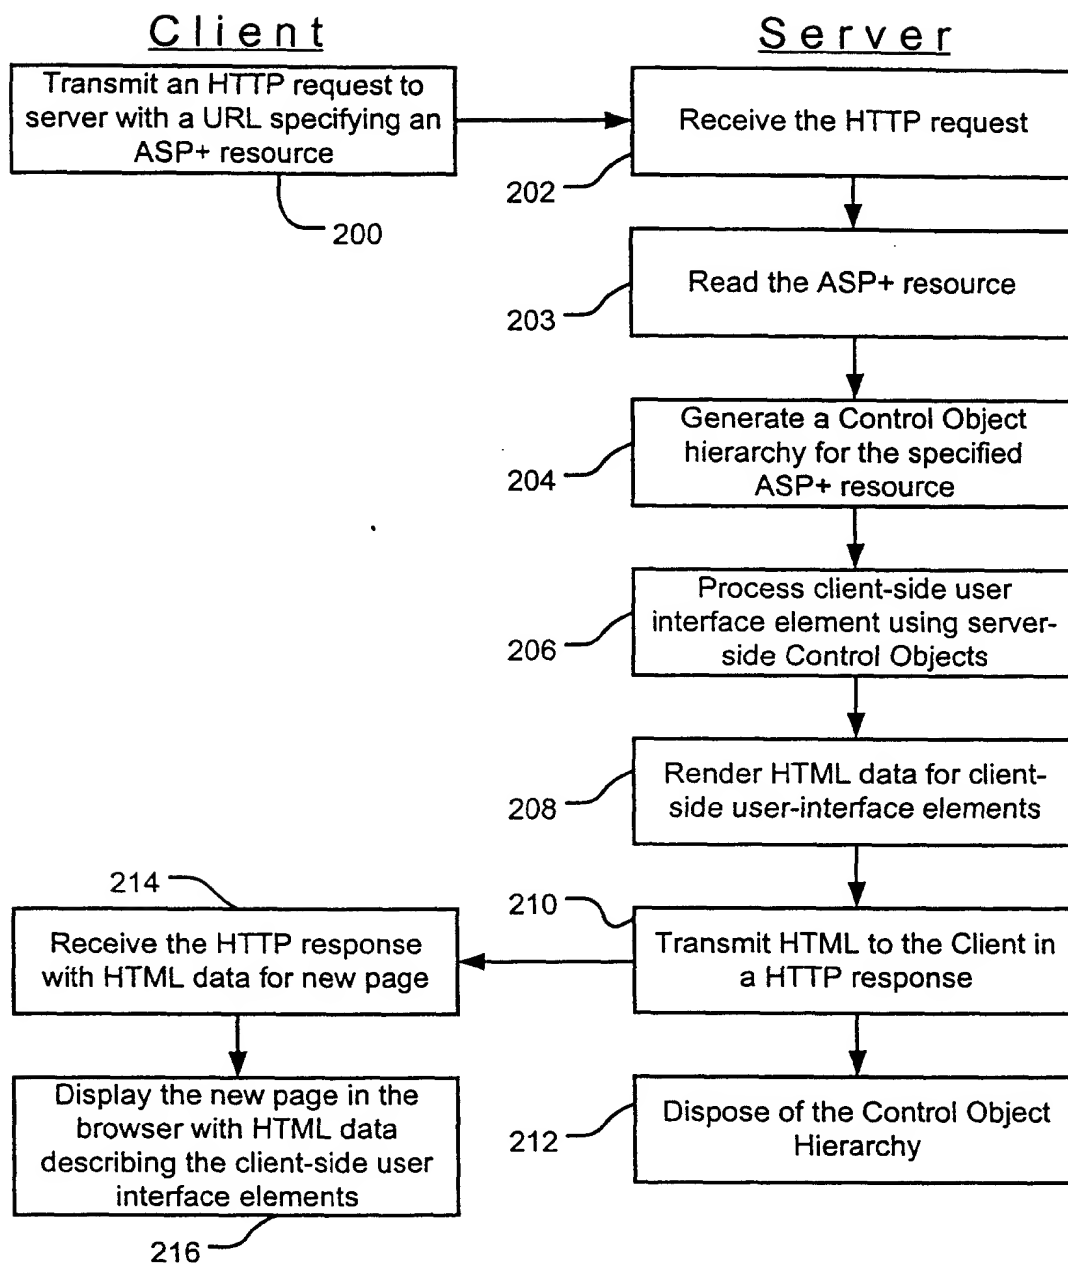 Client
Server
Transmit an HTTP request to
server with a URL specifying an
ASP+ resource
200
Receive the HTTP request
202
Read the ASP+ resource
203
Generate a Control Object
hierarchy for the specified
ASP+ resource
204
Process client-side user
interface element using server-
side Control Objects
206
Render HTML data for client-
side user-interface elements
208
Transmit HTML to the Client in
a HTTP response
210
214
Receive the HTTP response
with HTML data for new page
Dispose of the Control Object
Hierarchy
212
Display the new page in the
browser with HTML data
describing the client-side user
interface elements
216